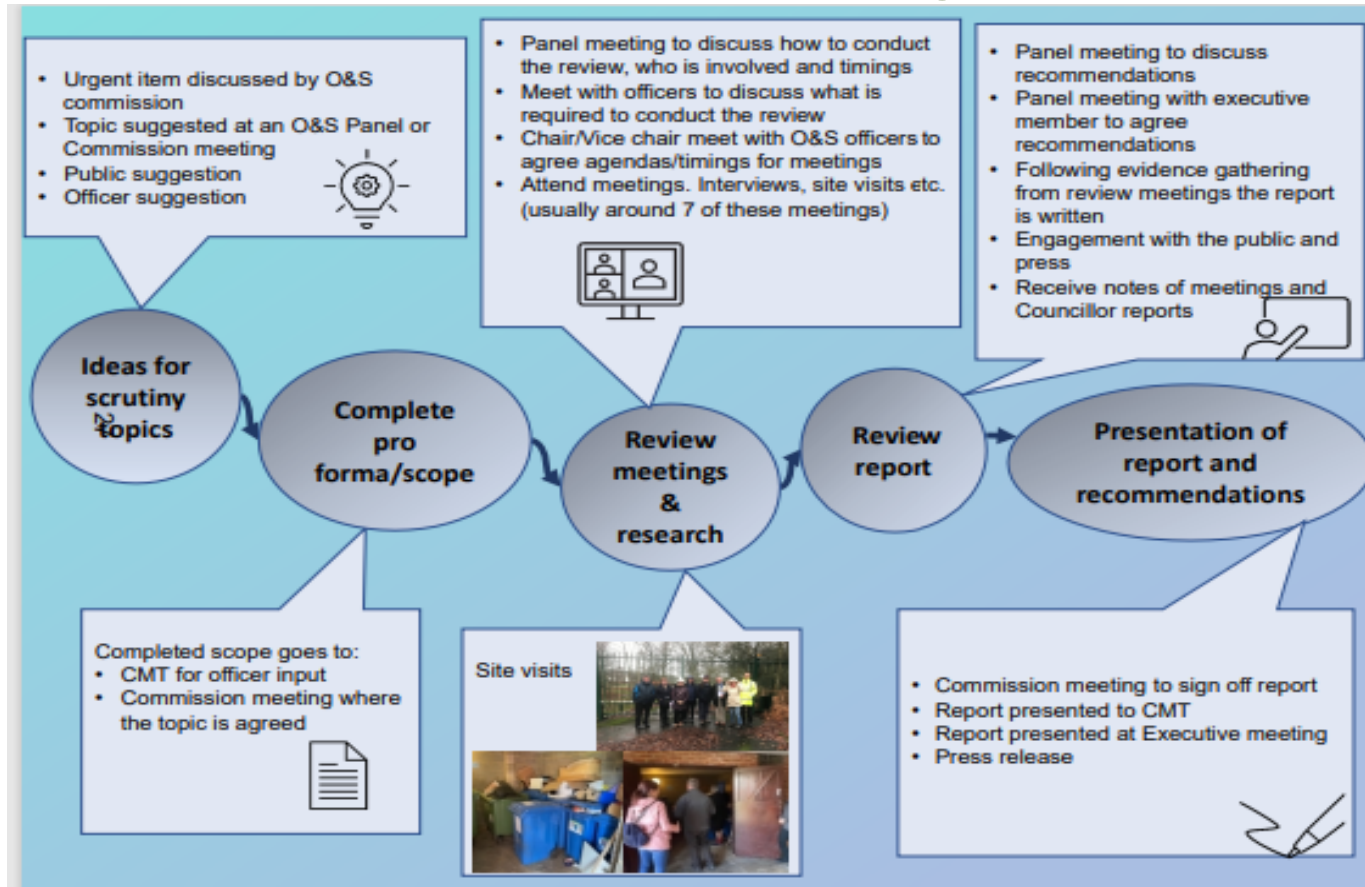 • Urgent item discussed by O&S
commission
• Topic suggested at an O&S Panel or
Commission meeting
• Public suggestion
• Officer suggestion
• Panel meeting to discuss how to conduct
the review, who is involved and timings
• Meet with officers to discuss what is
required to conduct the review
• Chair/Vice chair meet with O&S officers to
agree agendas/timings for meetings
• Attend meetings. Interviews, site visits etc.
(usually around 7 of these meetings)
• Panel meeting to discuss
recommendations
• Panel meeting with executive
member to agree
recommendations
• Following evidence gathering
from review meetings the report
is written
• Engagement with the public and
press
• Receive notes of meetings and
Councillor reports
Ideas for
scrutiny
topics
2
Complete
pro
forma/scope
Review
meetings
&
research
Review
report
Presentation of
report and
recommendations
Completed scope goes to:
• CMT for officer input
• Commission meeting where
the topic is agreed
Site visits
• Commission meeting to sign off report
• Report presented to CMT
• Report presented at Executive meeting
• Press release